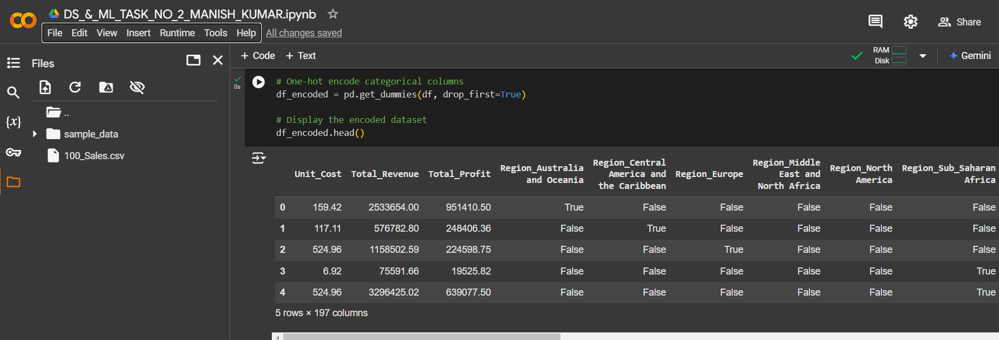 DS_&_ML_TASK_NO_2_MANISH_KUMAR.ipynb
File Edit View Insert Runtime Tools Help All changes saved
Share
Files
+ Code + Text
RAM
Disk
Gemini
..
sample_data
100_Sales.csv
{x}
0s
# One-hot encode categorical columns
df_encoded = pd.get_dummies(df, drop_first=True)
# Display the encoded dataset
df_encoded.head()
Unit_Cost Total_Revenue Total_Profit Region_Australia and Oceania Region_Central America and the Caribbean Region_Europe Region_Middle East and North Africa Region_North America Region_Sub_Saharan Africa
0 159.42 2533654.00 951410.50 True False False False False False
1 117.11 576782.80 248406.36 False True False False False False
2 524.96 1158502.59 224598.75 False False True False False False
3 6.92 75591.66 19525.82 False False False False False True
4 524.96 3296425.02 639077.50 False False False False False True
5 rows × 197 columns